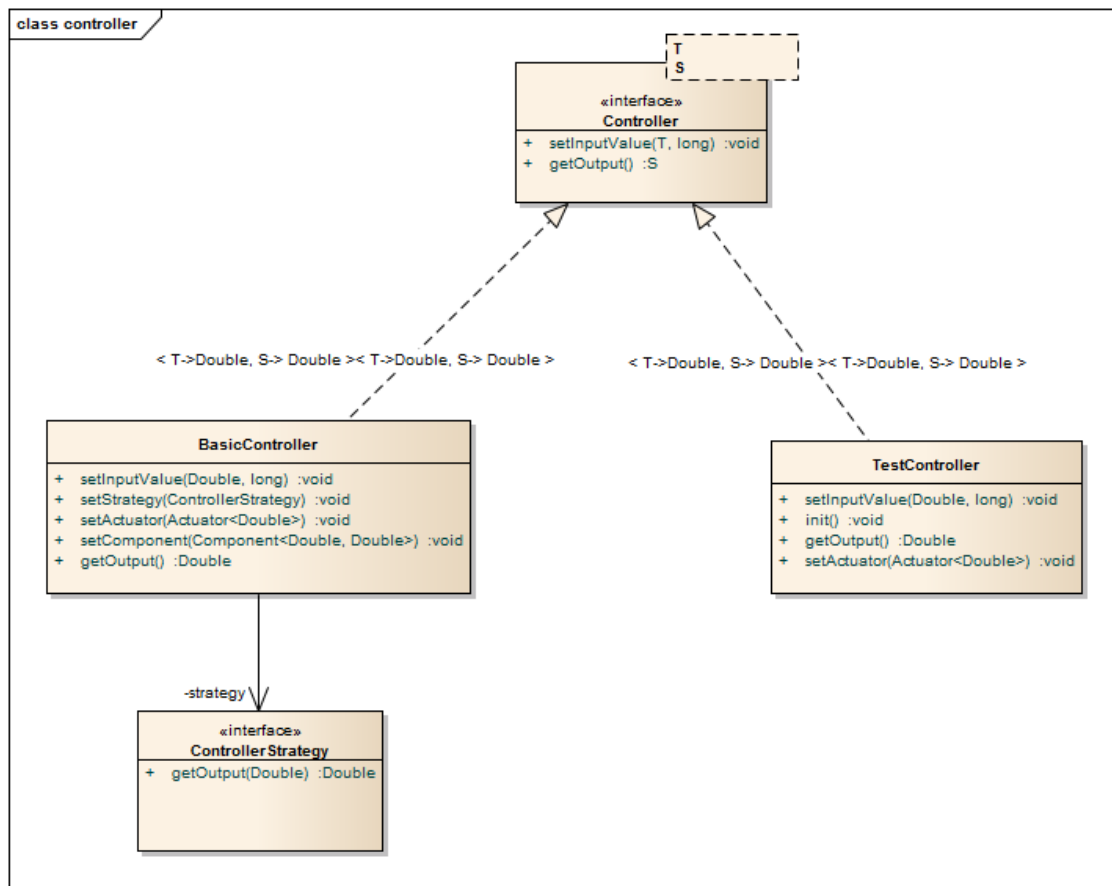 class controller
T
S
«interface»
Controller
+ setInputValue(T, long) :void
+ getOutput() :S
< T->Double, S-> Double >< T->Double, S-> Double >
< T->Double, S-> Double >< T->Double, S-> Double >
BasicController
+ setInputValue(Double, long) :void
+ setStrategy(ControllerStrategy) :void
+ setActuator(Actuator<Double>) :void
+ setComponent(Component<Double, Double>) :void
+ getOutput() :Double
TestController
+ setInputValue(Double, long) :void
+ init() :void
+ getOutput() :Double
+ setActuator(Actuator<Double>) :void
-strategy
«interface»
ControllerStrategy
+ getOutput(Double) :Double